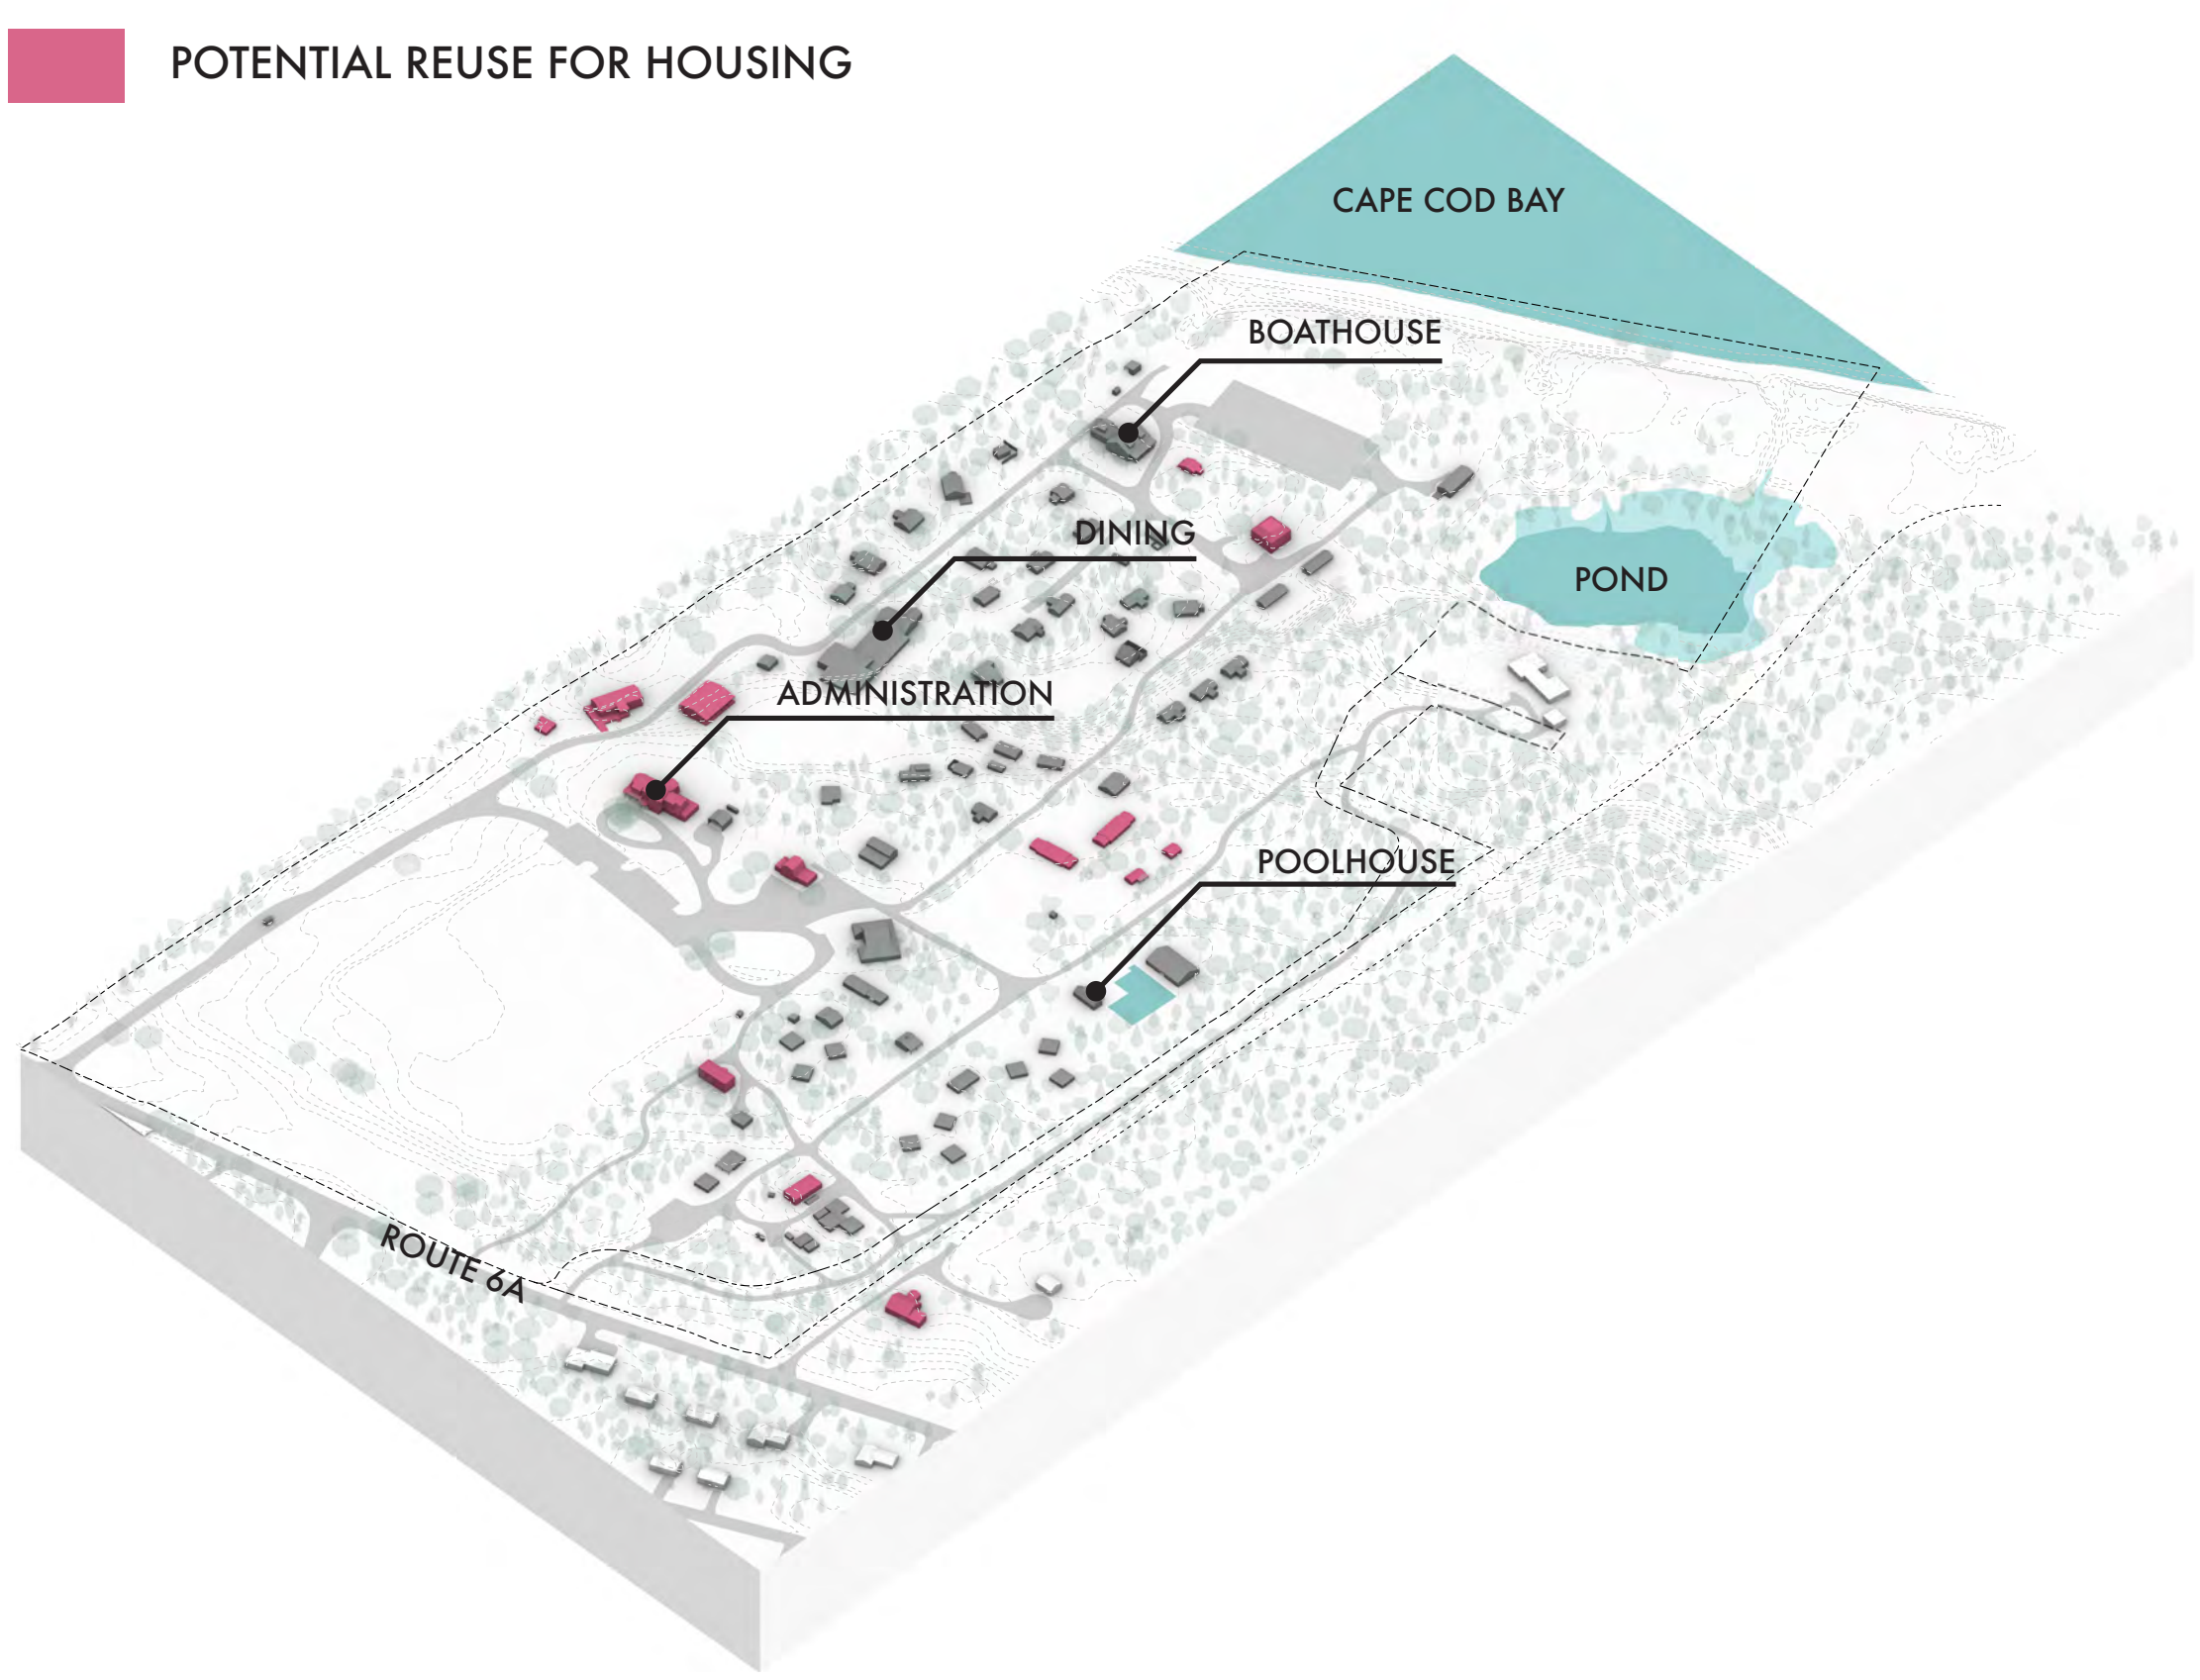 POTENTIAL REUSE FOR HOUSING
CAPE COD BAY
BOATHOUSE
DINING
POND
ADMINISTRATION
POOLHOUSE
ROUTE 6A